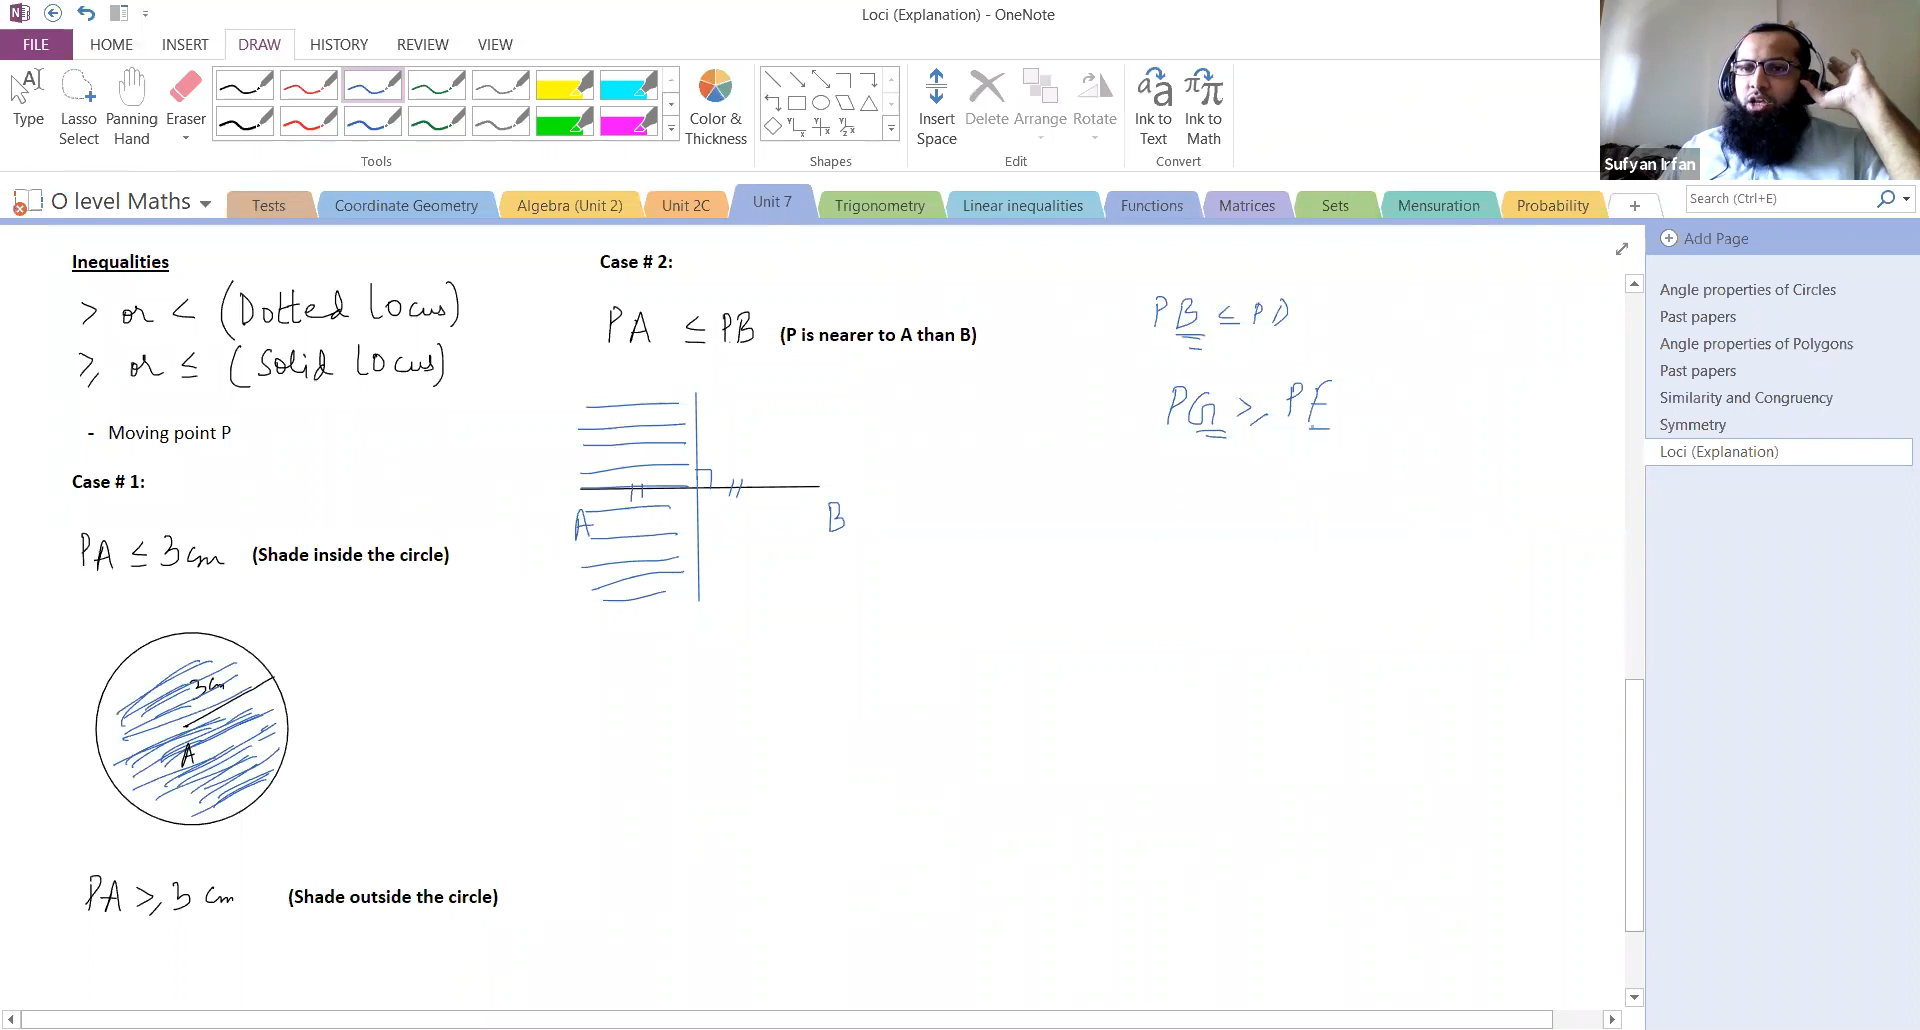 Loci (Explanation) - OneNote
FILE HOME INSERT DRAW HISTORY REVIEW VIEW
Type
Lasso Select
Panning Hand
Eraser
Color & Thickness
Insert Space
Delete
Arrange
Rotate
Ink to Text
Ink to Math
Tools
Shapes
Edit
Convert
Sufyan Irfan
O level Maths
Tests
Coordinate Geometry
Algebra (Unit 2)
Unit 2C
Unit 7
Trigonometry
Linear inequalities
Functions
Matrices
Sets
Mensuration
Probability
Search (Ctrl+E)
Add Page
Angle properties of Circles
Past papers
Angle properties of Polygons
Past papers
Similarity and Congruency
Symmetry
Loci (Explanation)
Inequalities
> or < (Dotted Locus)
≥ or ≤ (Solid Locus)
- Moving point P
Case # 1:
PA ≤ 3 cm (Shade inside the circle)
3 cm
A
PA ≥ 3 cm (Shade outside the circle)
Case # 2:
PA ≤ PB (P is nearer to A than B)
A
B
PB ≤ PD
PG ≥ PE